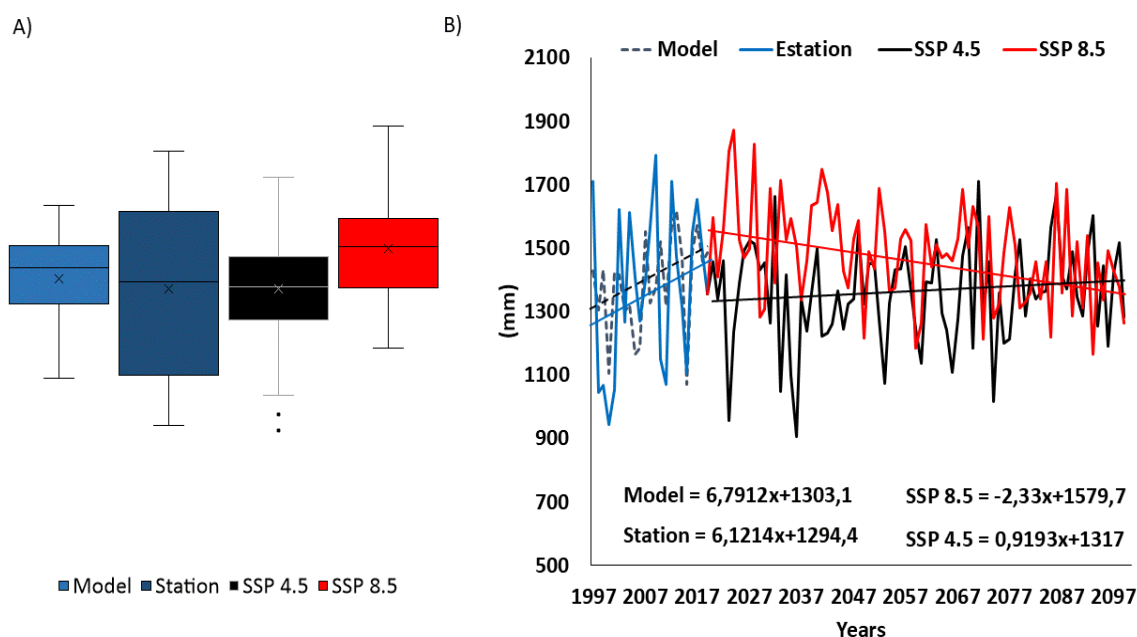 A)
B)
Model Estation SSP 4.5 SSP 8.5
2100
1900
1700
1500
1300
1100
900
700
500
(mm)
Model = 6,7912x+1303,1 SSP 8.5 = -2,33x+1579,7
Station = 6,1214x+1294,4 SSP 4.5 = 0,9193x+1317
1997 2007 2017 2027 2037 2047 2057 2067 2077 2087 2097
Years
Model Station SSP 4.5 SSP 8.5